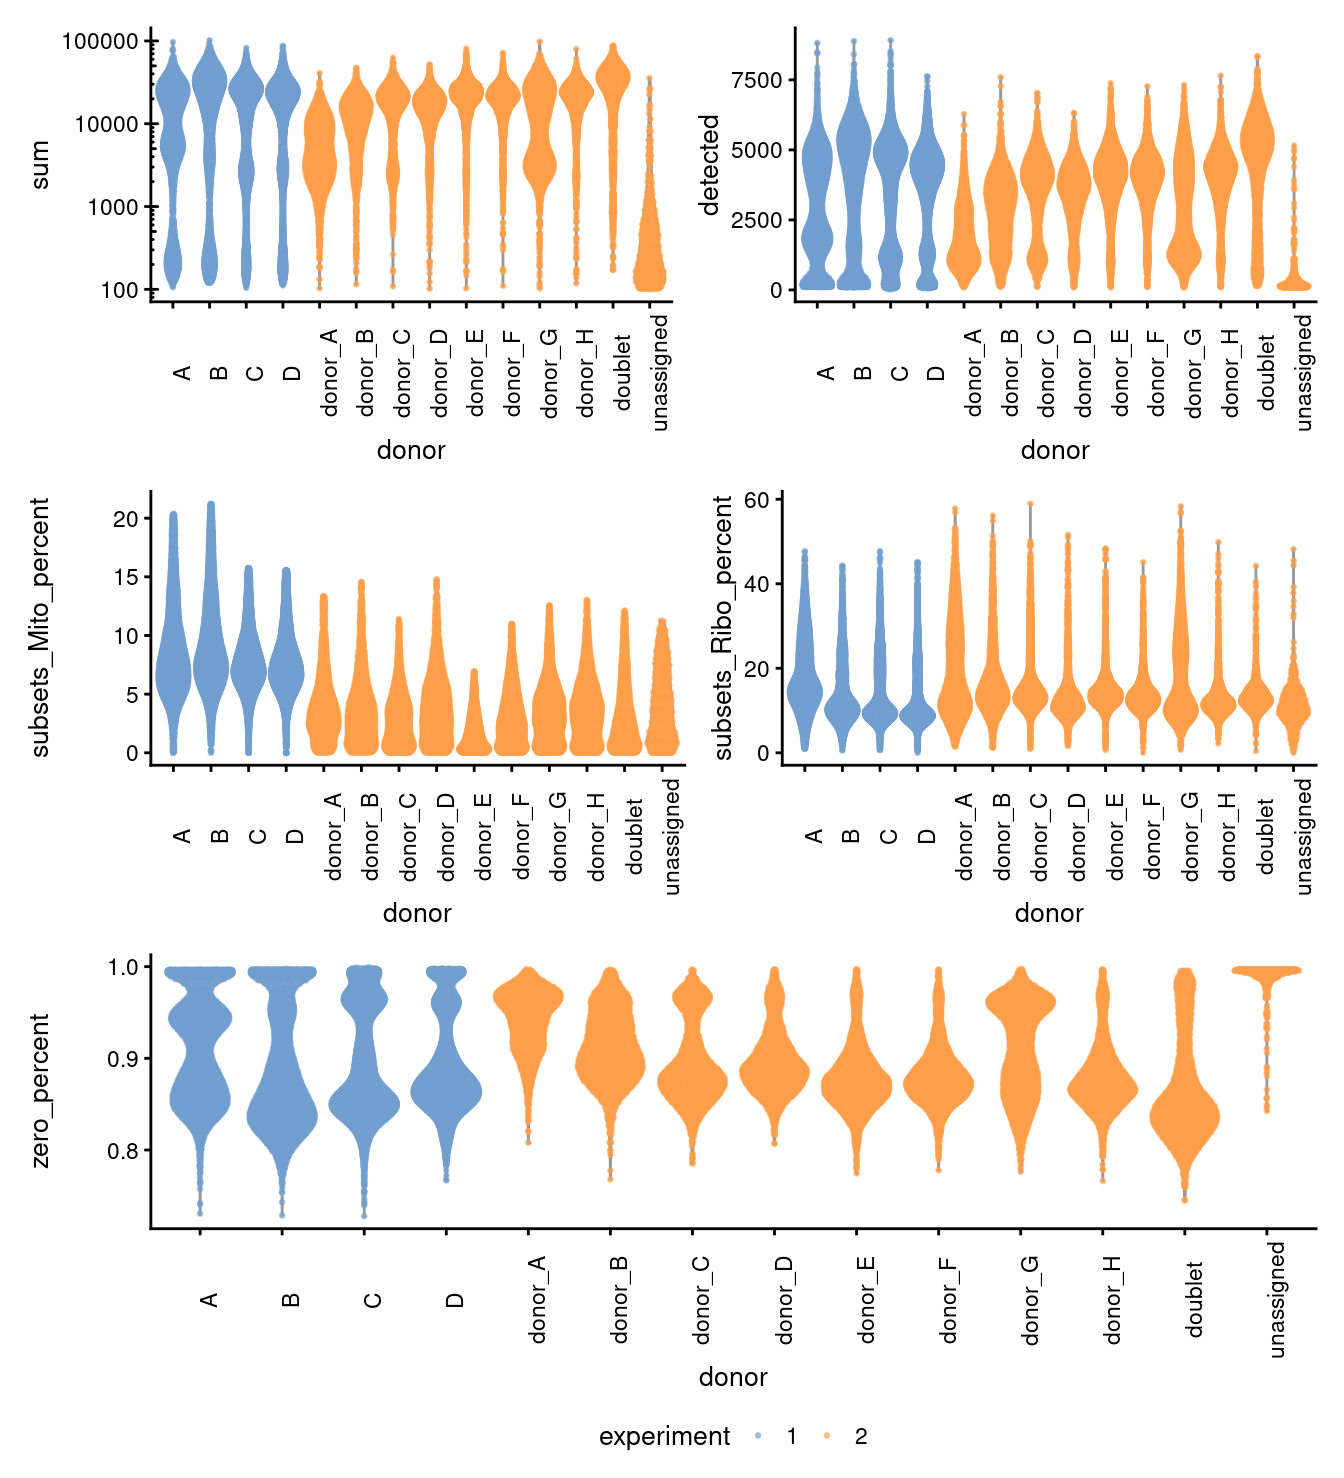 sum
100000
10000
1000
100
A
B
C
D
donor_A
donor_B
donor_C
donor_D
donor_E
donor_F
donor_G
donor_H
doublet
unassigned
donor
detected
7500
5000
2500
0
A
B
C
D
donor_A
donor_B
donor_C
donor_D
donor_E
donor_F
donor_G
donor_H
doublet
unassigned
donor
subsets_Mito_percent
20
15
10
5
0
A
B
C
D
donor_A
donor_B
donor_C
donor_D
donor_E
donor_F
donor_G
donor_H
doublet
unassigned
donor
subsets_Ribo_percent
60
40
20
0
A
B
C
D
donor_A
donor_B
donor_C
donor_D
donor_E
donor_F
donor_G
donor_H
doublet
unassigned
donor
zero_percent
1.0
0.9
0.8
A
B
C
D
donor_A
donor_B
donor_C
donor_D
donor_E
donor_F
donor_G
donor_H
doublet
unassigned
donor
experiment 1 2